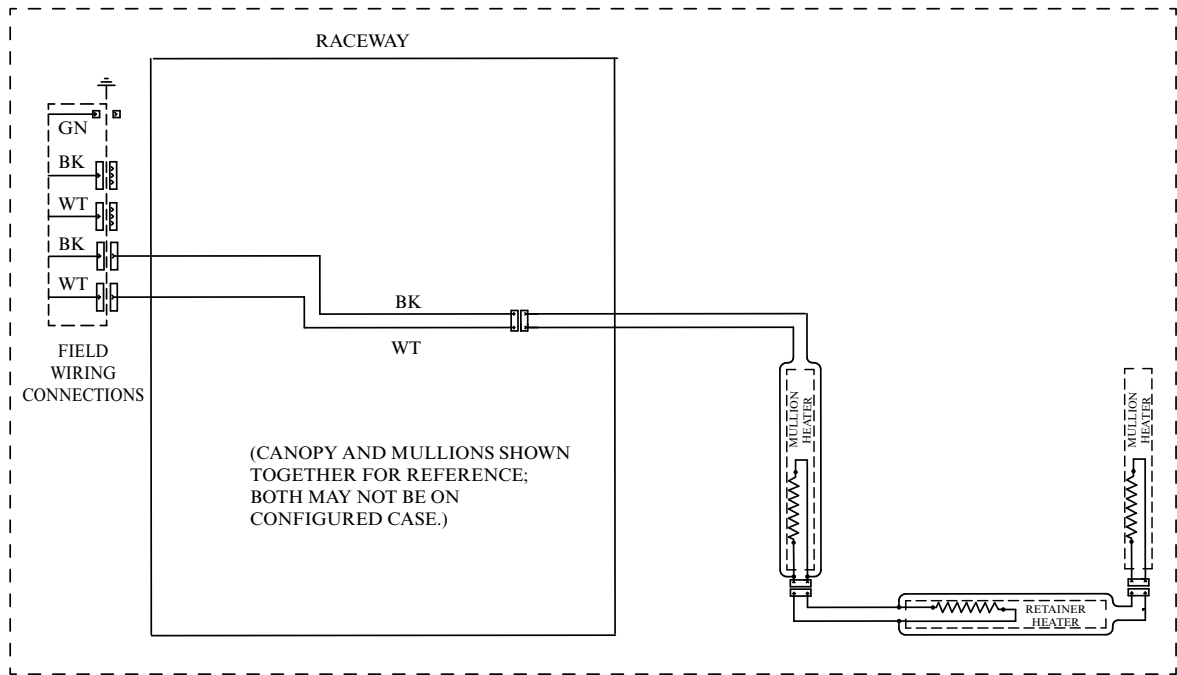 RACEWAY
GN
BK
WT
BK
WT
FIELD
WIRING
CONNECTIONS
BK
WT
(CANOPY AND MULLIONS SHOWN
TOGETHER FOR REFERENCE;
BOTH MAY NOT BE ON
CONFIGURED CASE.)
MULLION
HEATER
RETAINER
HEATER
MULLION
HEATER